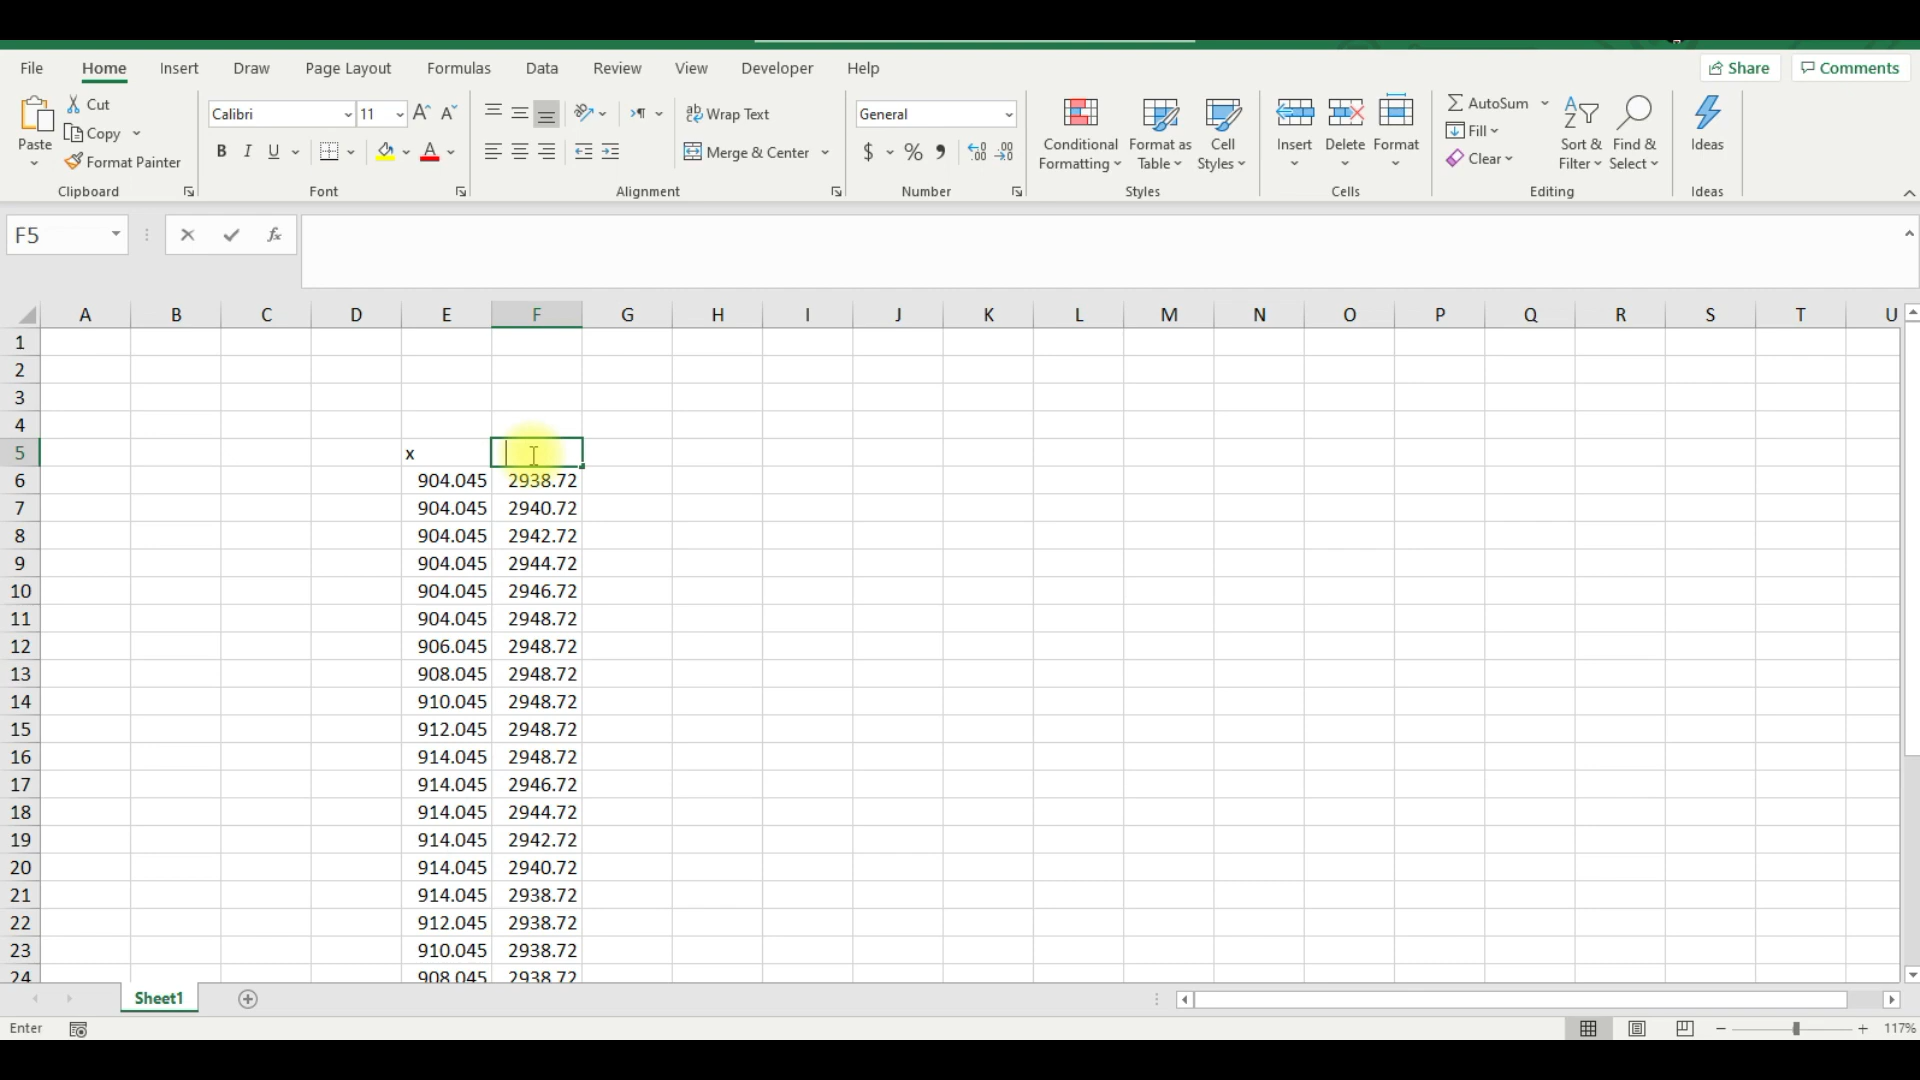 File Home Insert Draw Page Layout Formulas Data Review View Developer Help Share Comments
Paste Cut Copy Format Painter Clipboard
Calibri 11 B I U A Font
Wrap Text Merge & Center Alignment
General $ % , Number
Conditional Formatting Format as Table Cell Styles Styles
Insert Delete Format Cells
AutoSum Fill Clear Sort & Filter Find & Select Editing
Ideas Ideas
F5 fx
A B C D E F G H I J K L M N O P Q R S T U
1
2
3
4
5 x
6 904.045 2938.72
7 904.045 2940.72
8 904.045 2942.72
9 904.045 2944.72
10 904.045 2946.72
11 904.045 2948.72
12 906.045 2948.72
13 908.045 2948.72
14 910.045 2948.72
15 912.045 2948.72
16 914.045 2948.72
17 914.045 2946.72
18 914.045 2944.72
19 914.045 2942.72
20 914.045 2940.72
21 914.045 2938.72
22 912.045 2938.72
23 910.045 2938.72
24 908.045 2938.72
Sheet1
Enter 117%